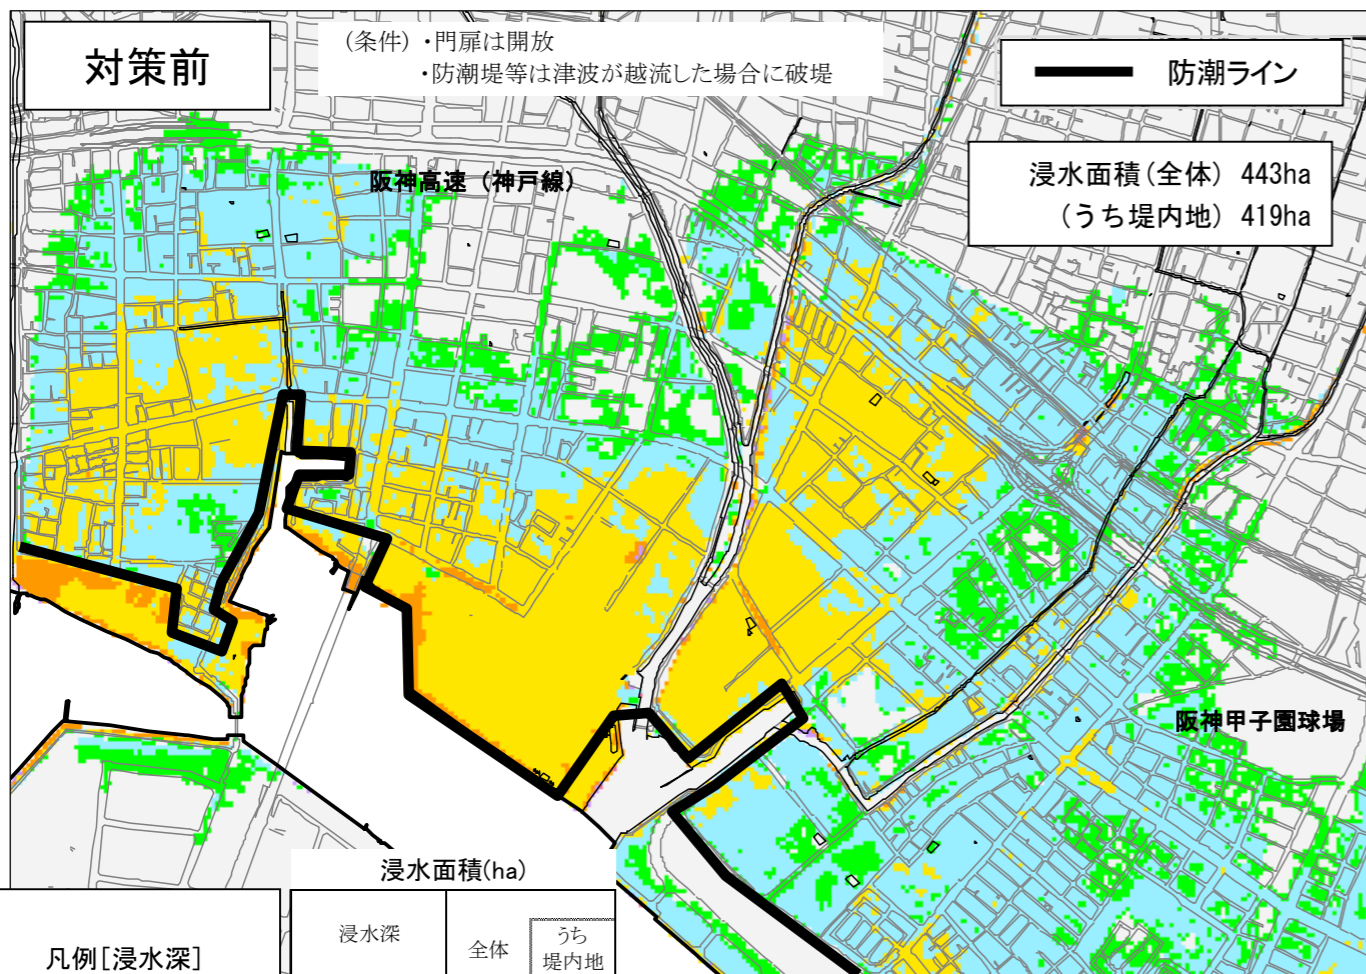 対策前
(条件) ・門扉は開放
・防潮堤等は津波が越流した場合に破堤
防潮ライン
浸水面積(全体) 443ha
(うち堤内地) 419ha
阪神高速 (神戸線)
阪神甲子園球場
浸水面積(ha)
浸水深
全体
うち
堤内地
凡例[浸水深]